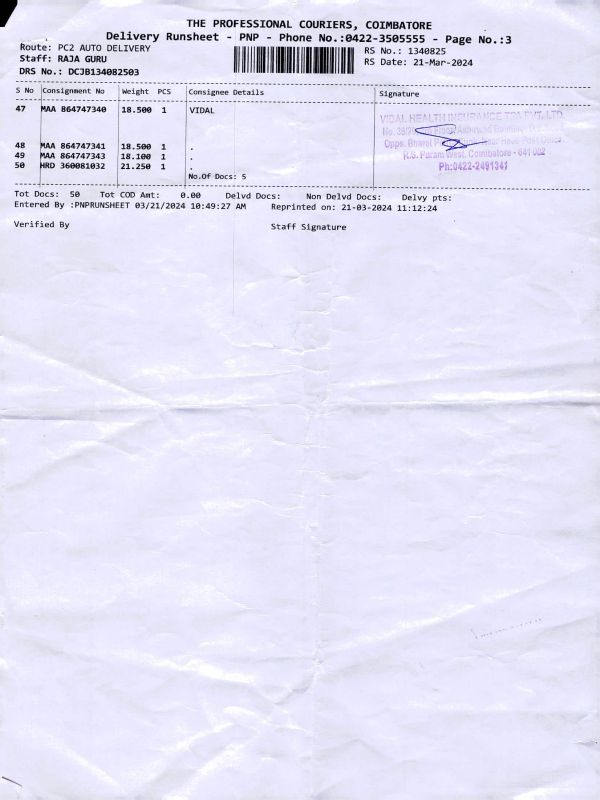 THE PROFESSIONAL COURIERS, COIMBATORE
Delivery Runsheet - PNP - Phone No.:0422-3505555 - Page No.:3
Route: PC2 AUTO DELIVERY
RS No.: 1340825
Staff: RAJA GURU
RS Date: 21-Mar-2024
DRS No.: DCJB134082503
S No Consignment No Weight PCS Consignee Details Signature
47 MAA 864747340 18.500 1 VIDAL
VIDAL HEALTH INSURANCE TPA PVT. LTD.
Opps. Bharat
R.S. Puram West, Coimbatore - 641 002
Ph:0422-2491341
48 MAA 864747341 18.500 1 .
49 MAA 864747343 18.100 1 .
50 HRD 360081032 21.250 1 .
No.Of Docs: 5
Tot Docs: 50 Tot COD Amt: 0.00 Delvd Docs: Non Delvd Docs: Delvy pts:
Entered By :PNPRUNSHEET 03/21/2024 10:49:27 AM Reprinted on: 21-03-2024 11:12:24
Verified By Staff Signature